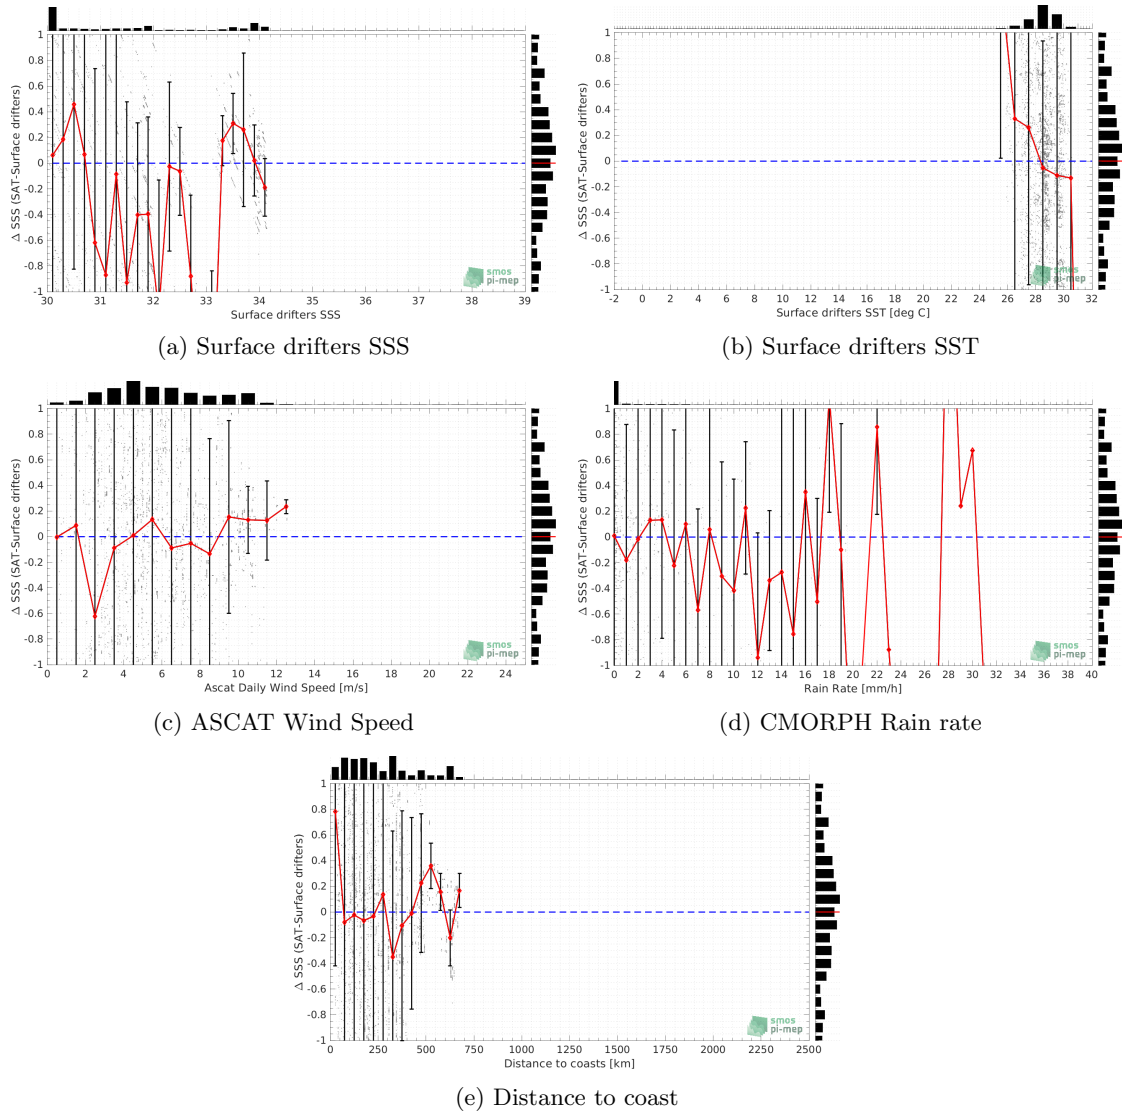 1
0.8
0.6
0.4
0.2
0
-0.2
-0.4
-0.6
-0.8
-1
Δ SSS (SAT-Surface drifters)
30 31 32 33 34 35 36 37 38 39
Surface drifters SSS
smos
pi-mep
(a) Surface drifters SSS
1
0.8
0.6
0.4
0.2
0
-0.2
-0.4
-0.6
-0.8
-1
Δ SSS (SAT-Surface drifters)
-2 0 2 4 6 8 10 12 14 16 18 20 22 24 26 28 30 32
Surface drifters SST [deg C]
smos
pi-mep
(b) Surface drifters SST
1
0.8
0.6
0.4
0.2
0
-0.2
-0.4
-0.6
-0.8
-1
Δ SSS (SAT-Surface drifters)
0 2 4 6 8 10 12 14 16 18 20 22 24
Ascat Daily Wind Speed [m/s]
smos
pi-mep
(c) ASCAT Wind Speed
1
0.8
0.6
0.4
0.2
0
-0.2
-0.4
-0.6
-0.8
-1
Δ SSS (SAT-Surface drifters)
0 2 4 6 8 10 12 14 16 18 20 22 24 26 28 30 32 34 36 38 40
Rain Rate [mm/h]
smos
pi-mep
(d) CMORPH Rain rate
1
0.8
0.6
0.4
0.2
0
-0.2
-0.4
-0.6
-0.8
-1
Δ SSS (SAT-Surface drifters)
0 250 500 750 1000 1250 1500 1750 2000 2250 2500
Distance to coasts [km]
smos
pi-mep
(e) Distance to coast